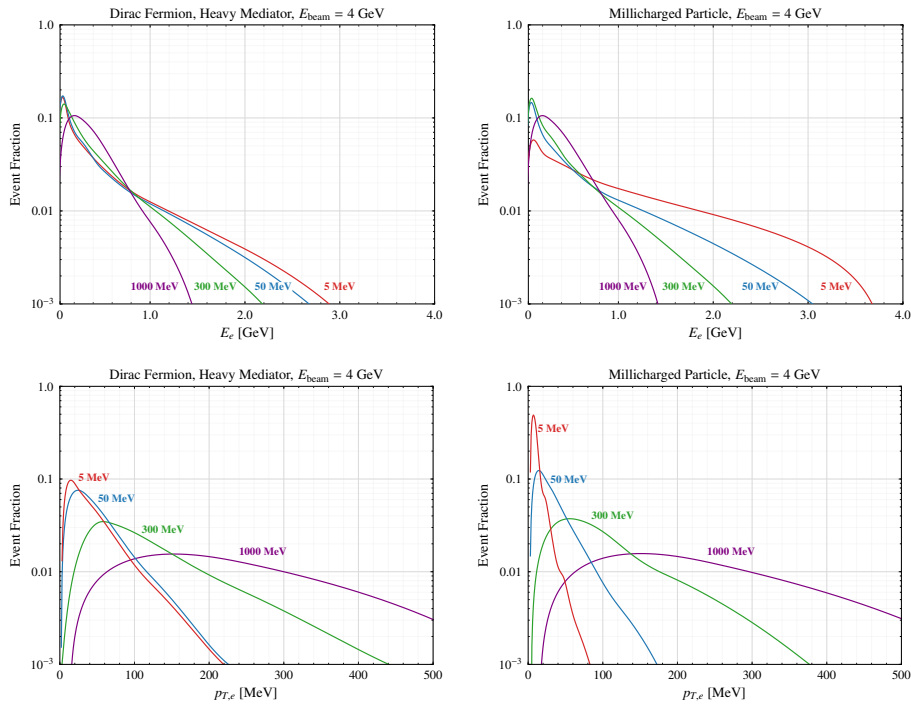 Dirac Fermion, Heavy Mediator, E_beam = 4 GeV
Event Fraction
1.0
0.1
0.01
10⁻³
1000 MeV
300 MeV
50 MeV
5 MeV
0
1.0
2.0
3.0
4.0
E_e [GeV]
Millicharged Particle, E_beam = 4 GeV
Event Fraction
1.0
0.1
0.01
10⁻³
1000 MeV
300 MeV
50 MeV
5 MeV
0
1.0
2.0
3.0
4.0
E_e [GeV]
Dirac Fermion, Heavy Mediator, E_beam = 4 GeV
Event Fraction
1.0
0.1
0.01
10⁻³
5 MeV
50 MeV
300 MeV
1000 MeV
0
100
200
300
400
500
p_T,e [MeV]
Millicharged Particle, E_beam = 4 GeV
Event Fraction
1.0
0.1
0.01
10⁻³
5 MeV
50 MeV
300 MeV
1000 MeV
0
100
200
300
400
500
p_T,e [MeV]